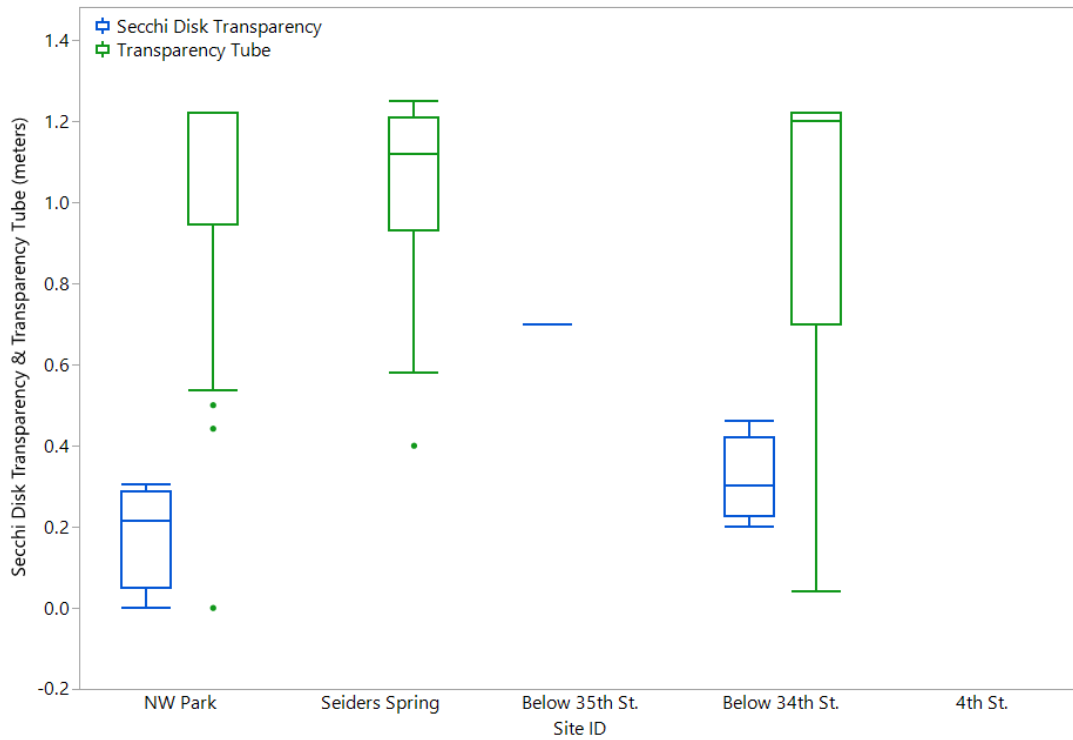 Secchi Disk Transparency
Transparency Tube
Secchi Disk Transparency & Transparency Tube (meters)
1.4
1.2
1.0
0.8
0.6
0.4
0.2
0.0
-0.2
NW Park Seiders Spring Below 35th St. Below 34th St. 4th St.
Site ID